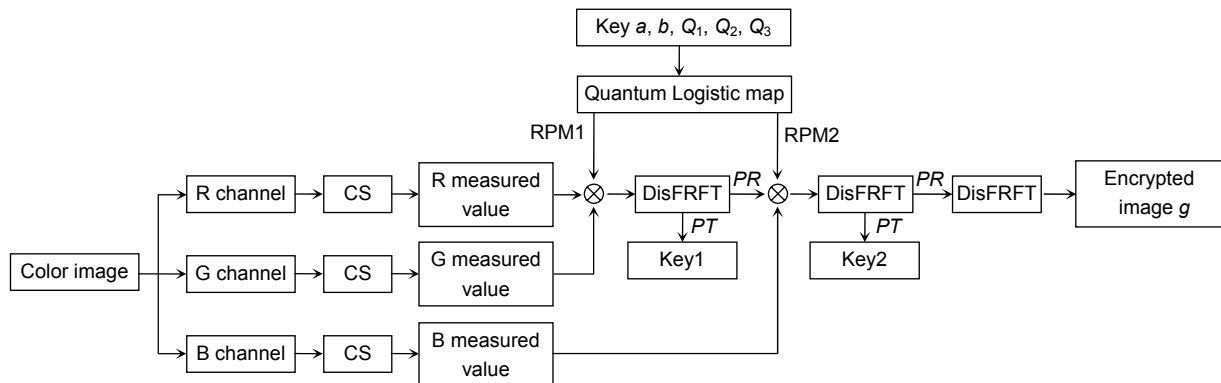 Key a, b, Q₁, Q₂, Q₃
Quantum Logistic map
RPM1
RPM2
R channel
CS
R measured
value
DisFRFT
PR
DisFRFT
PR
DisFRFT
Encrypted
image g
PT
PT
Key1
Key2
Color image
G channel
CS
G measured
value
B channel
CS
B measured
value